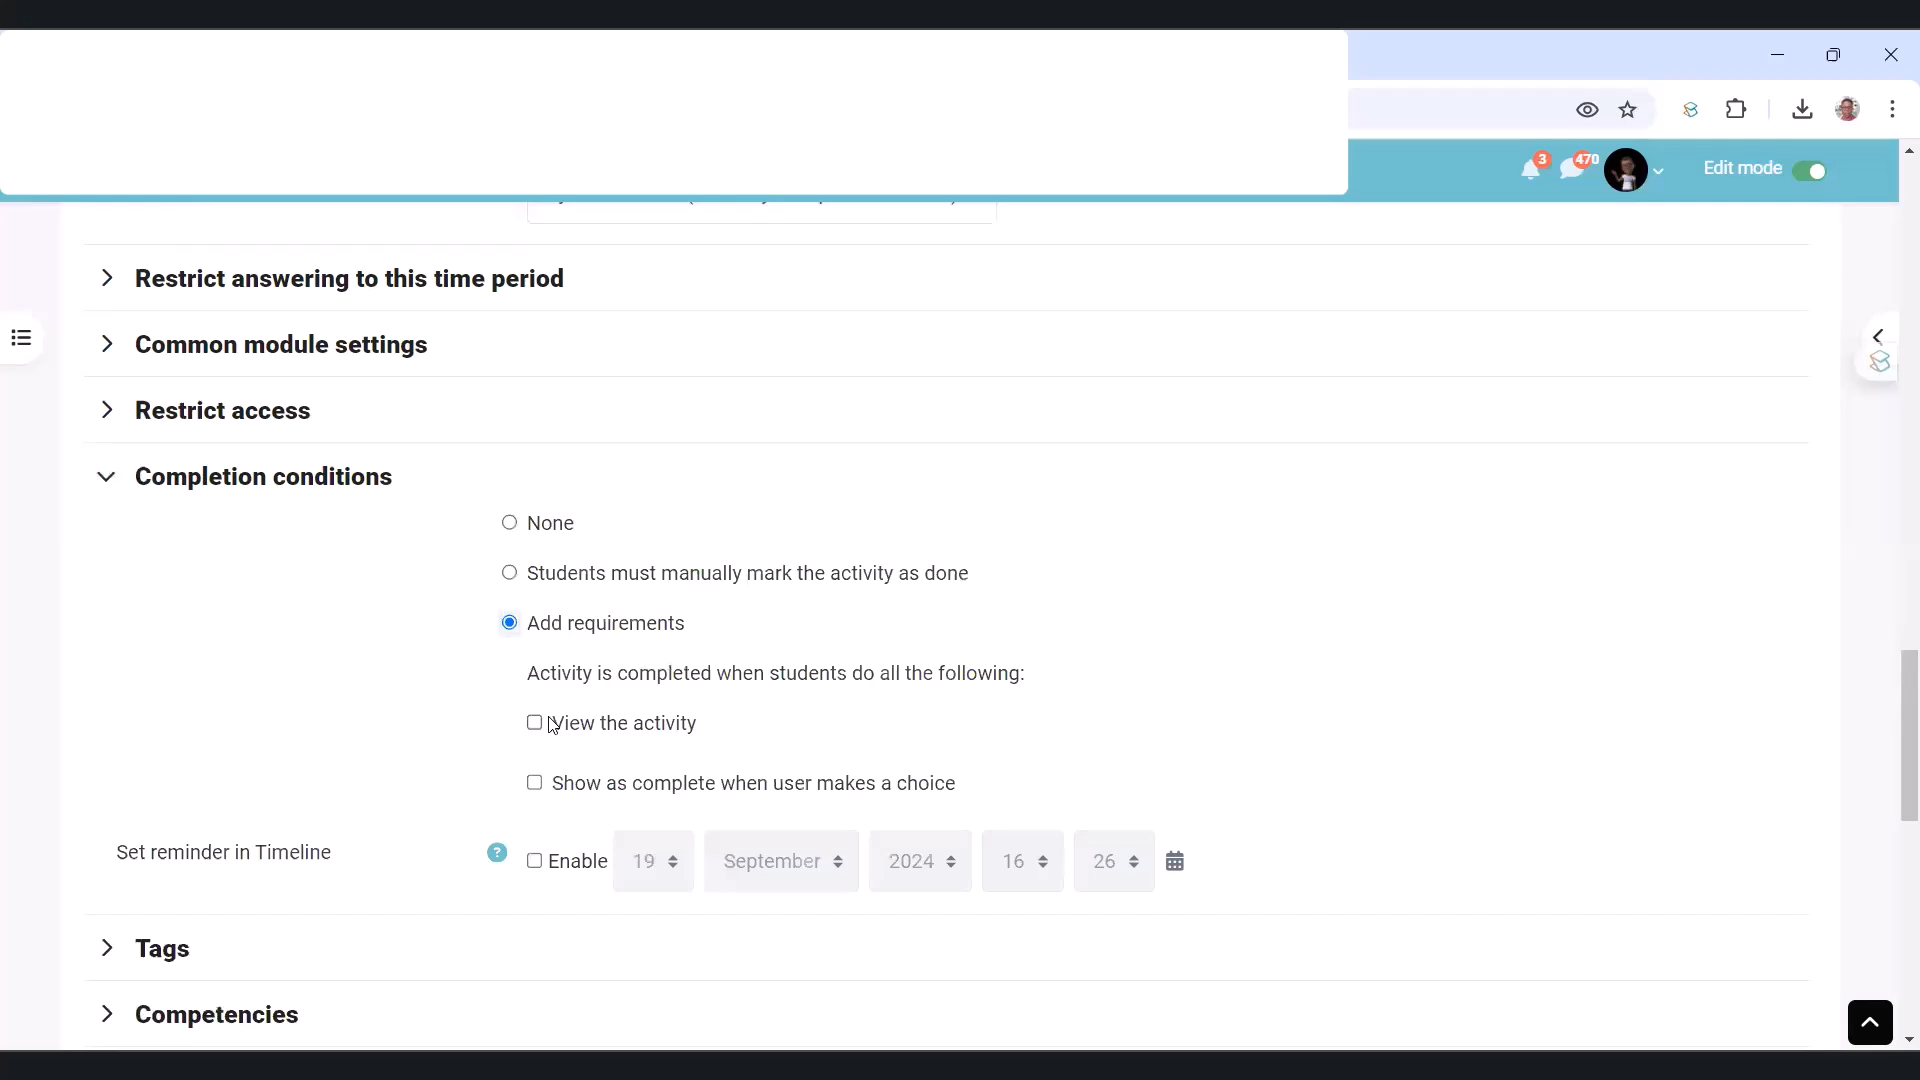 3
470
Edit mode
Restrict answering to this time period
Common module settings
Restrict access
Completion conditions
None
Students must manually mark the activity as done
Add requirements
Activity is completed when students do all the following:
View the activity
Show as complete when user makes a choice
Set reminder in Timeline
? Enable 19 September 2024 16 26
Tags
Competencies